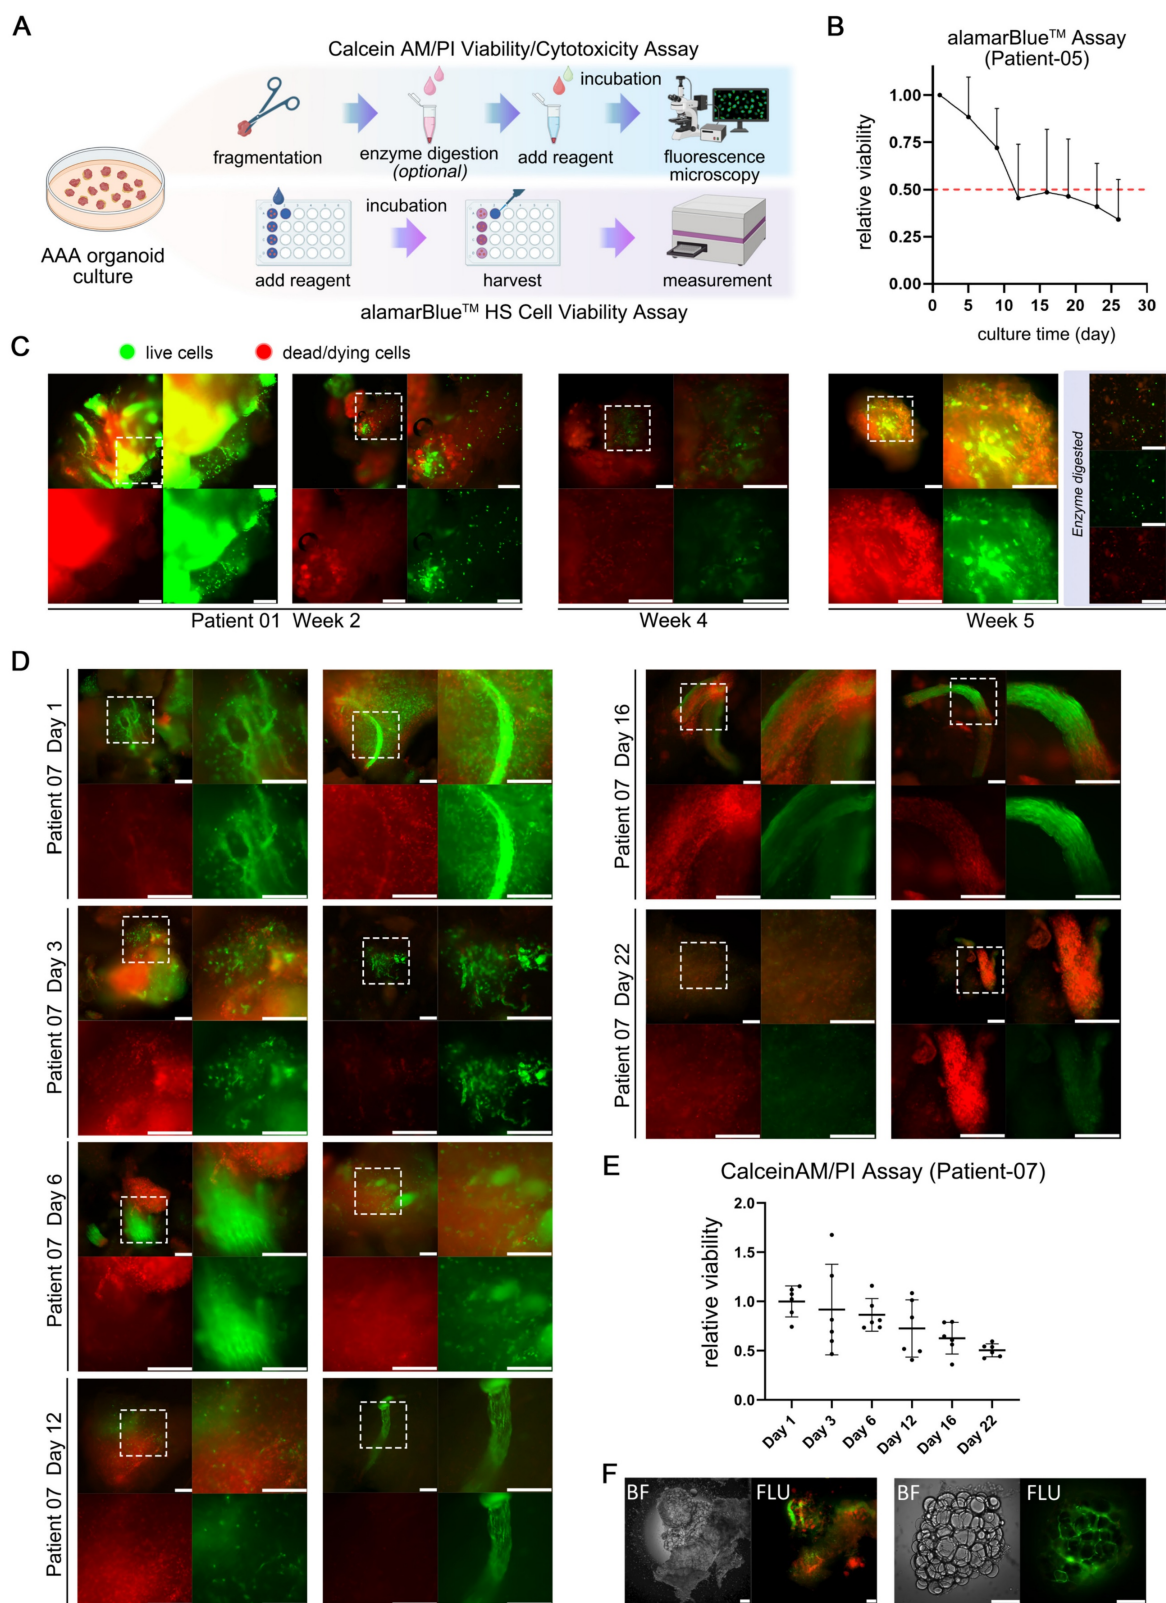 A
Calcein AM/PI Viability/Cytotoxicity Assay
incubation
fragmentation
enzyme digestion
(optional)
add reagent
fluorescence
microscopy
AAA organoid
culture
incubation
add reagent
harvest
measurement
alamarBlue™ HS Cell Viability Assay
B
alamarBlue™ Assay
(Patient-05)
relative viability
1.00
0.75
0.50
0.25
0.00
0
5
10
15
20
25
30
culture time (day)
C
live cells
dead/dying cells
Enzyme digested
Patient 01 Week 2
Week 4
Week 5
D
Patient 07 Day 1
Patient 07 Day 3
Patient 07 Day 6
Patient 07 Day 12
Patient 07 Day 16
Patient 07 Day 22
E
CalceinAM/PI Assay (Patient-07)
relative viability
2.0
1.5
1.0
0.5
0.0
Day 1
Day 3
Day 6
Day 12
Day 16
Day 22
F
BF
FLU
BF
FLU